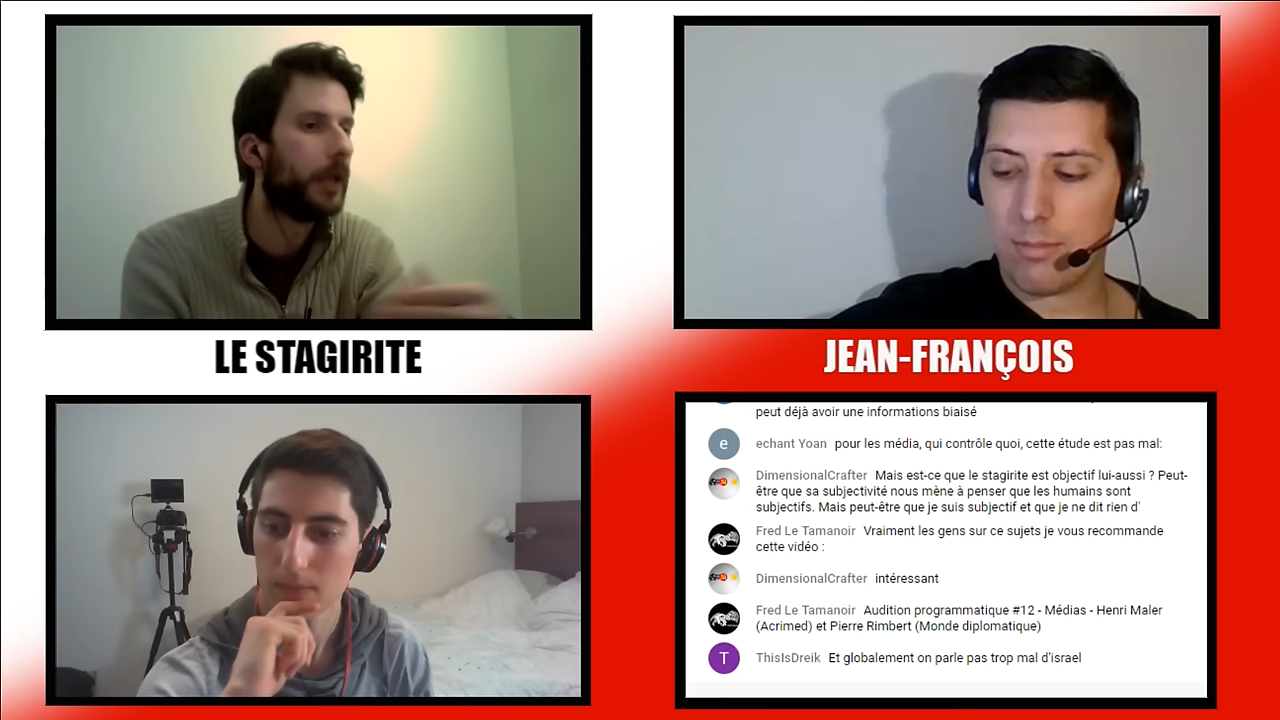 LE STAGIRITE
JEAN-FRANÇOIS
peut déjà avoir une informations biaisé
e
echant Yoan pour les média, qui contrôle quoi, cette étude est pas mal:
DimensionalCrafter Mais est-ce que le stagirite est objectif lui-aussi ? Peut-
être que sa subjectivité nous mène à penser que les humains sont
subjectifs. Mais peut-être que je suis subjectif et que je ne dit rien d'
Fred Le Tamanoir Vraiment les gens sur ce sujets je vous recommande
cette vidéo :
DimensionalCrafter intéressant
Fred Le Tamanoir Audition programmatique #12 - Médias - Henri Maler
(Acrimed) et Pierre Rimbert (Monde diplomatique)
T
ThisIsDreik Et globalement on parle pas trop mal d'israel